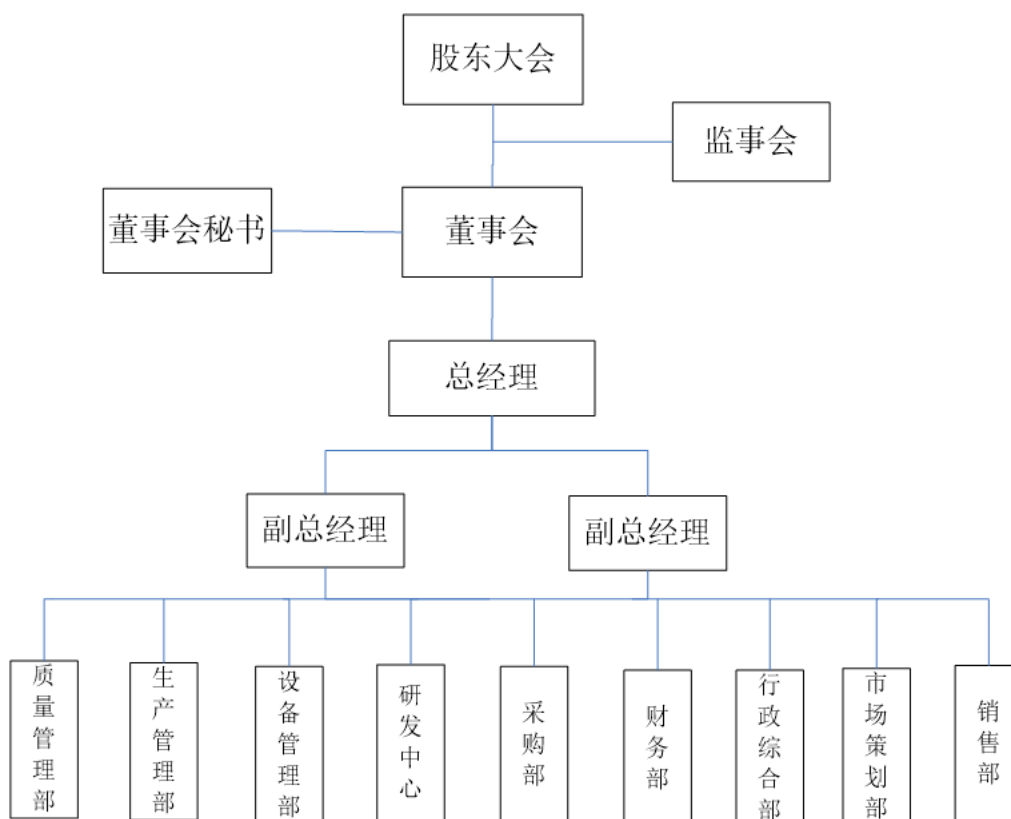 股东大会
监事会
董事会秘书
董事会
总经理
副总经理
副总经理
质量管理部
生产管理部
设备管理部
研发中心
采购部
财务部
行政综合部
市场策划部
销售部